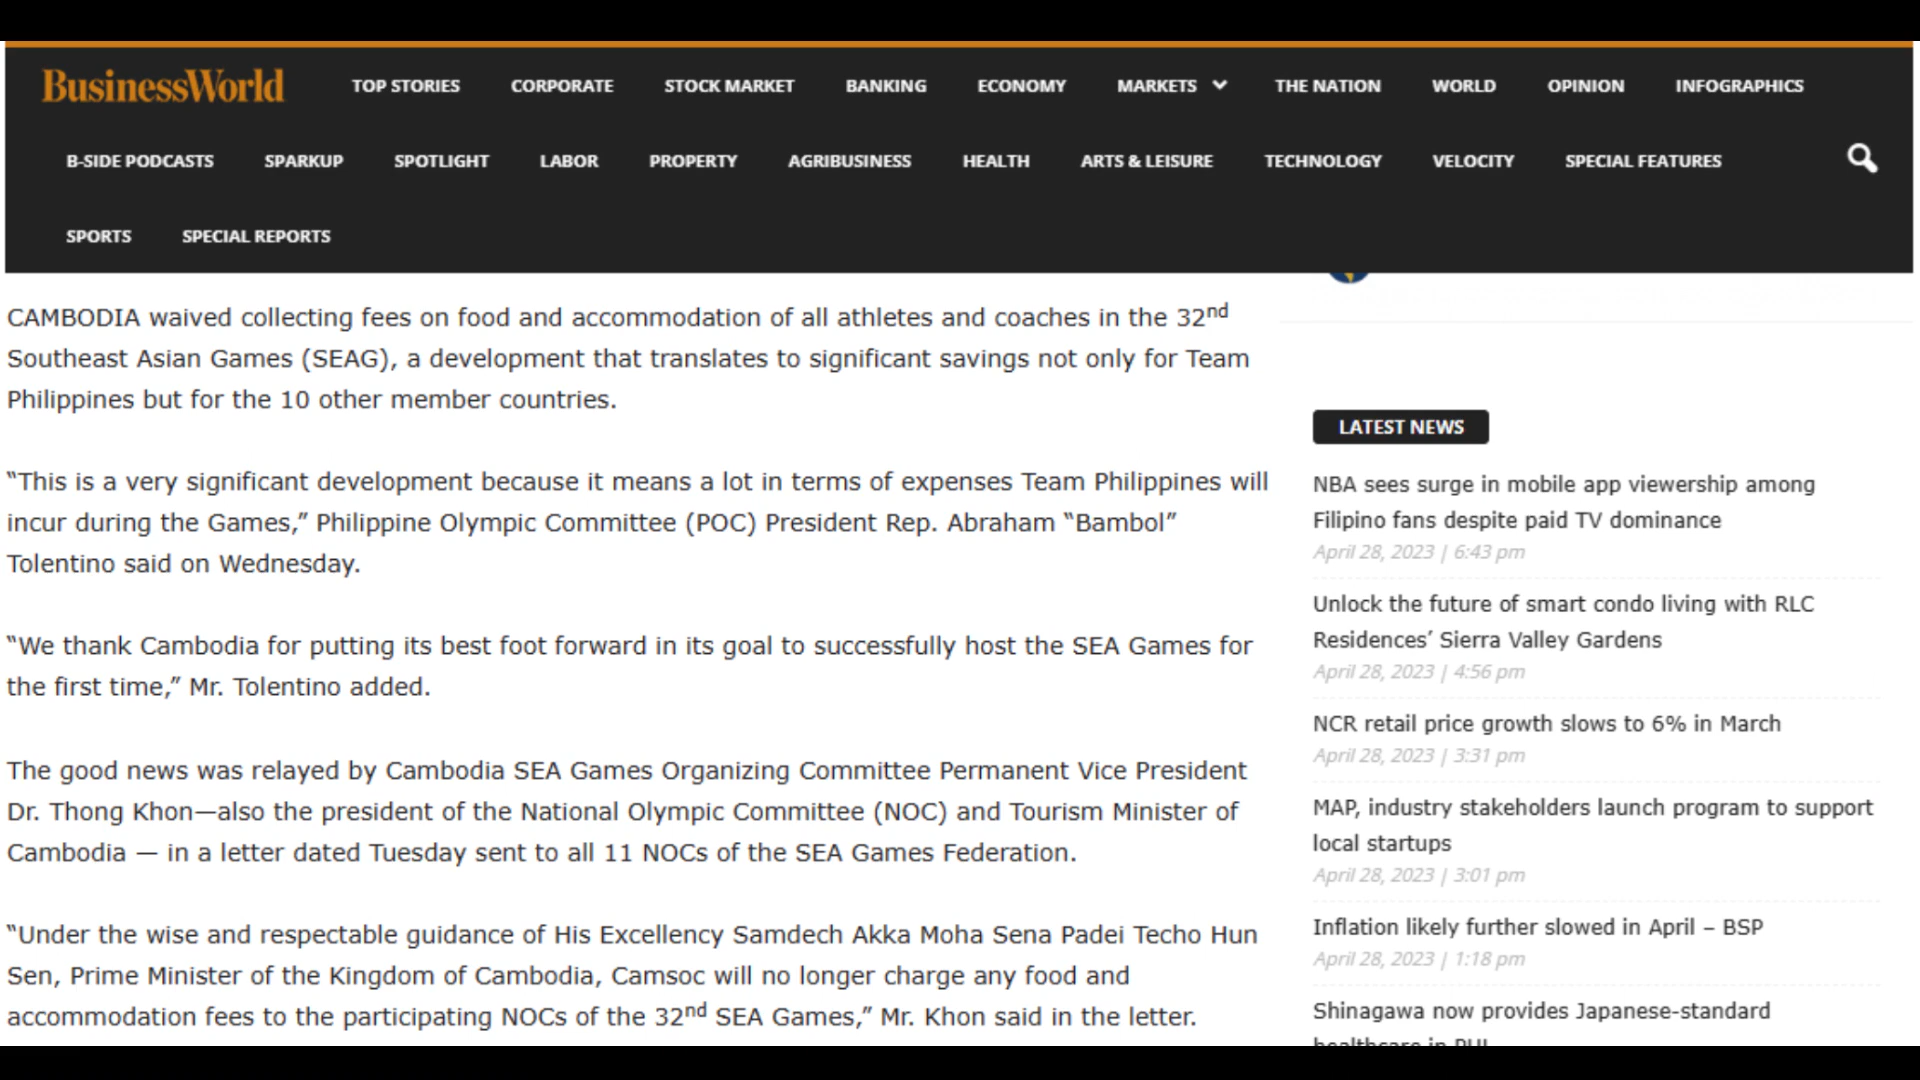 BusinessWorld
TOP STORIES CORPORATE STOCK MARKET BANKING ECONOMY MARKETS THE NATION WORLD OPINION INFOGRAPHICS
B-SIDE PODCASTS SPARKUP SPOTLIGHT LABOR PROPERTY AGRIBUSINESS HEALTH ARTS & LEISURE TECHNOLOGY VELOCITY SPECIAL FEATURES
SPORTS SPECIAL REPORTS
CAMBODIA waived collecting fees on food and accommodation of all athletes and coaches in the 32nd
Southeast Asian Games (SEAG), a development that translates to significant savings not only for Team
Philippines but for the 10 other member countries.
“This is a very significant development because it means a lot in terms of expenses Team Philippines will
incur during the Games,” Philippine Olympic Committee (POC) President Rep. Abraham “Bambol”
Tolentino said on Wednesday.
“We thank Cambodia for putting its best foot forward in its goal to successfully host the SEA Games for
the first time,” Mr. Tolentino added.
The good news was relayed by Cambodia SEA Games Organizing Committee Permanent Vice President
Dr. Thong Khon—also the president of the National Olympic Committee (NOC) and Tourism Minister of
Cambodia — in a letter dated Tuesday sent to all 11 NOCs of the SEA Games Federation.
“Under the wise and respectable guidance of His Excellency Samdech Akka Moha Sena Padei Techo Hun
Sen, Prime Minister of the Kingdom of Cambodia, Camsoc will no longer charge any food and
accommodation fees to the participating NOCs of the 32nd SEA Games,” Mr. Khon said in the letter.
LATEST NEWS
NBA sees surge in mobile app viewership among
Filipino fans despite paid TV dominance
April 28, 2023 | 6:43 pm
Unlock the future of smart condo living with RLC
Residences’ Sierra Valley Gardens
April 28, 2023 | 4:56 pm
NCR retail price growth slows to 6% in March
April 28, 2023 | 3:31 pm
MAP, industry stakeholders launch program to support
local startups
April 28, 2023 | 3:01 pm
Inflation likely further slowed in April – BSP
April 28, 2023 | 1:18 pm
Shinagawa now provides Japanese-standard
healthcare in PHL